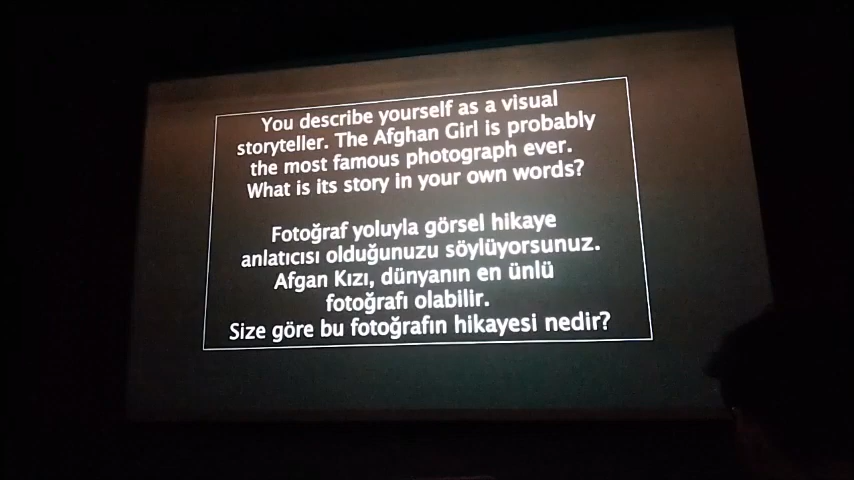 You describe yourself as a visual
storyteller. The Afghan Girl is probably
the most famous photograph ever.
What is its story in your own words?
Fotoğraf yoluyla görsel hikaye
anlatıcısı olduğunuzu söylüyorsunuz.
Afgan Kızı, dünyanın en ünlü
fotoğrafı olabilir.
Size göre bu fotoğrafın hikayesi nedir?